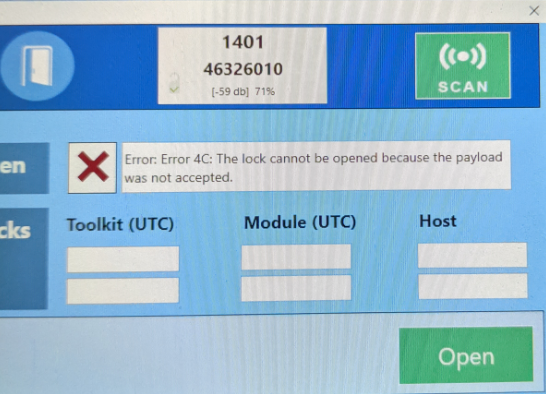 1401
46326010
[-59 db] 71%
SCAN
en
Error: Error 4C: The lock cannot be opened because the payload
was not accepted.
cks
Toolkit (UTC)
Module (UTC)
Host
Open